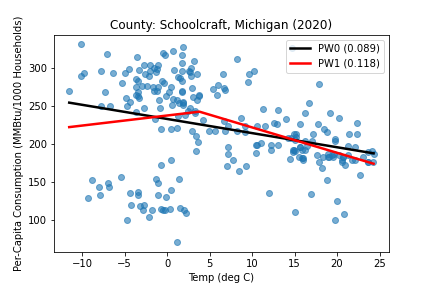 County: Schoolcraft, Michigan (2020)
Per-Capita Consumption (MMBtu/1000 Households)
PW0 (0.089)
PW1 (0.118)
300
250
200
150
100
−10 −5 0 5 10 15 20 25
Temp (deg C)